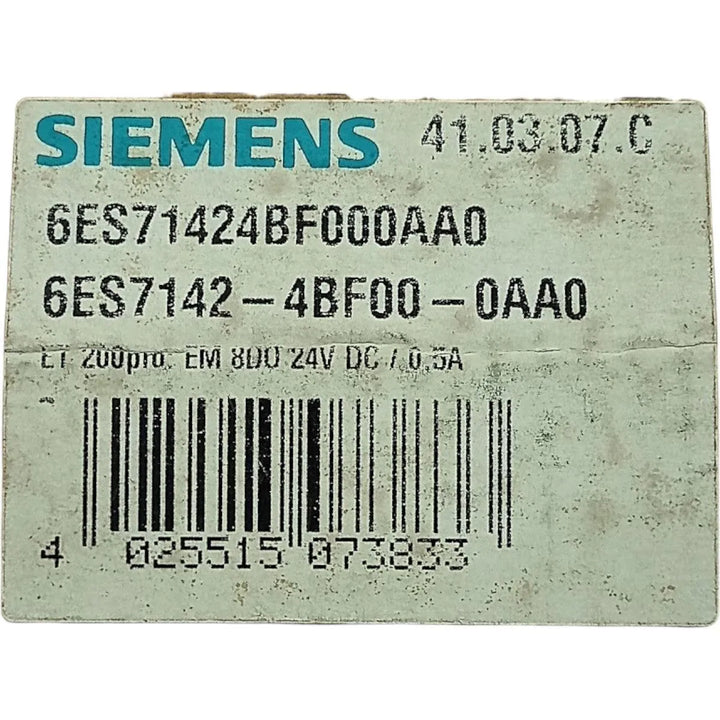 SIEMENS 41.03.07.C
6ES71424BF000AA0
6ES7142-4BF00-0AA0
ET 200pro. EM 8DO 24V DC / 0,5A
4 025515 073833